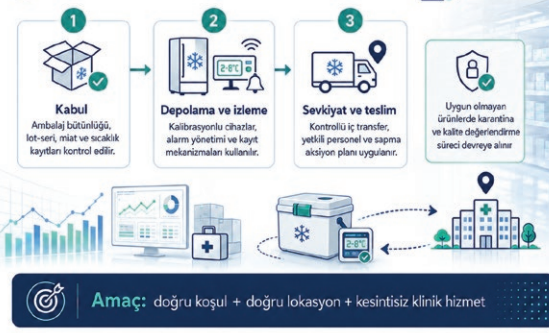 1
2
3
2-8°C
Kabul
Ambalaj bütünlüğü,
lot-seri, miat ve sıcaklık
kayıtları kontrol edilir.
Depolama ve izleme
Kalibrasyonlu cihazlar,
alarm yönetimi ve kayıt
mekanizmaları kullanılır.
Sevkiyat ve teslim
Kontrollü iç transfer,
yetkili personel ve sapma
aksiyon planı uygulanır.
Uygun olmayan
ürünlerde karantina
ve kalite değerlendirme
süreci devreye alınır
2-8°C
Amaç: doğru koşul + doğru lokasyon + kesintisiz klinik hizmet